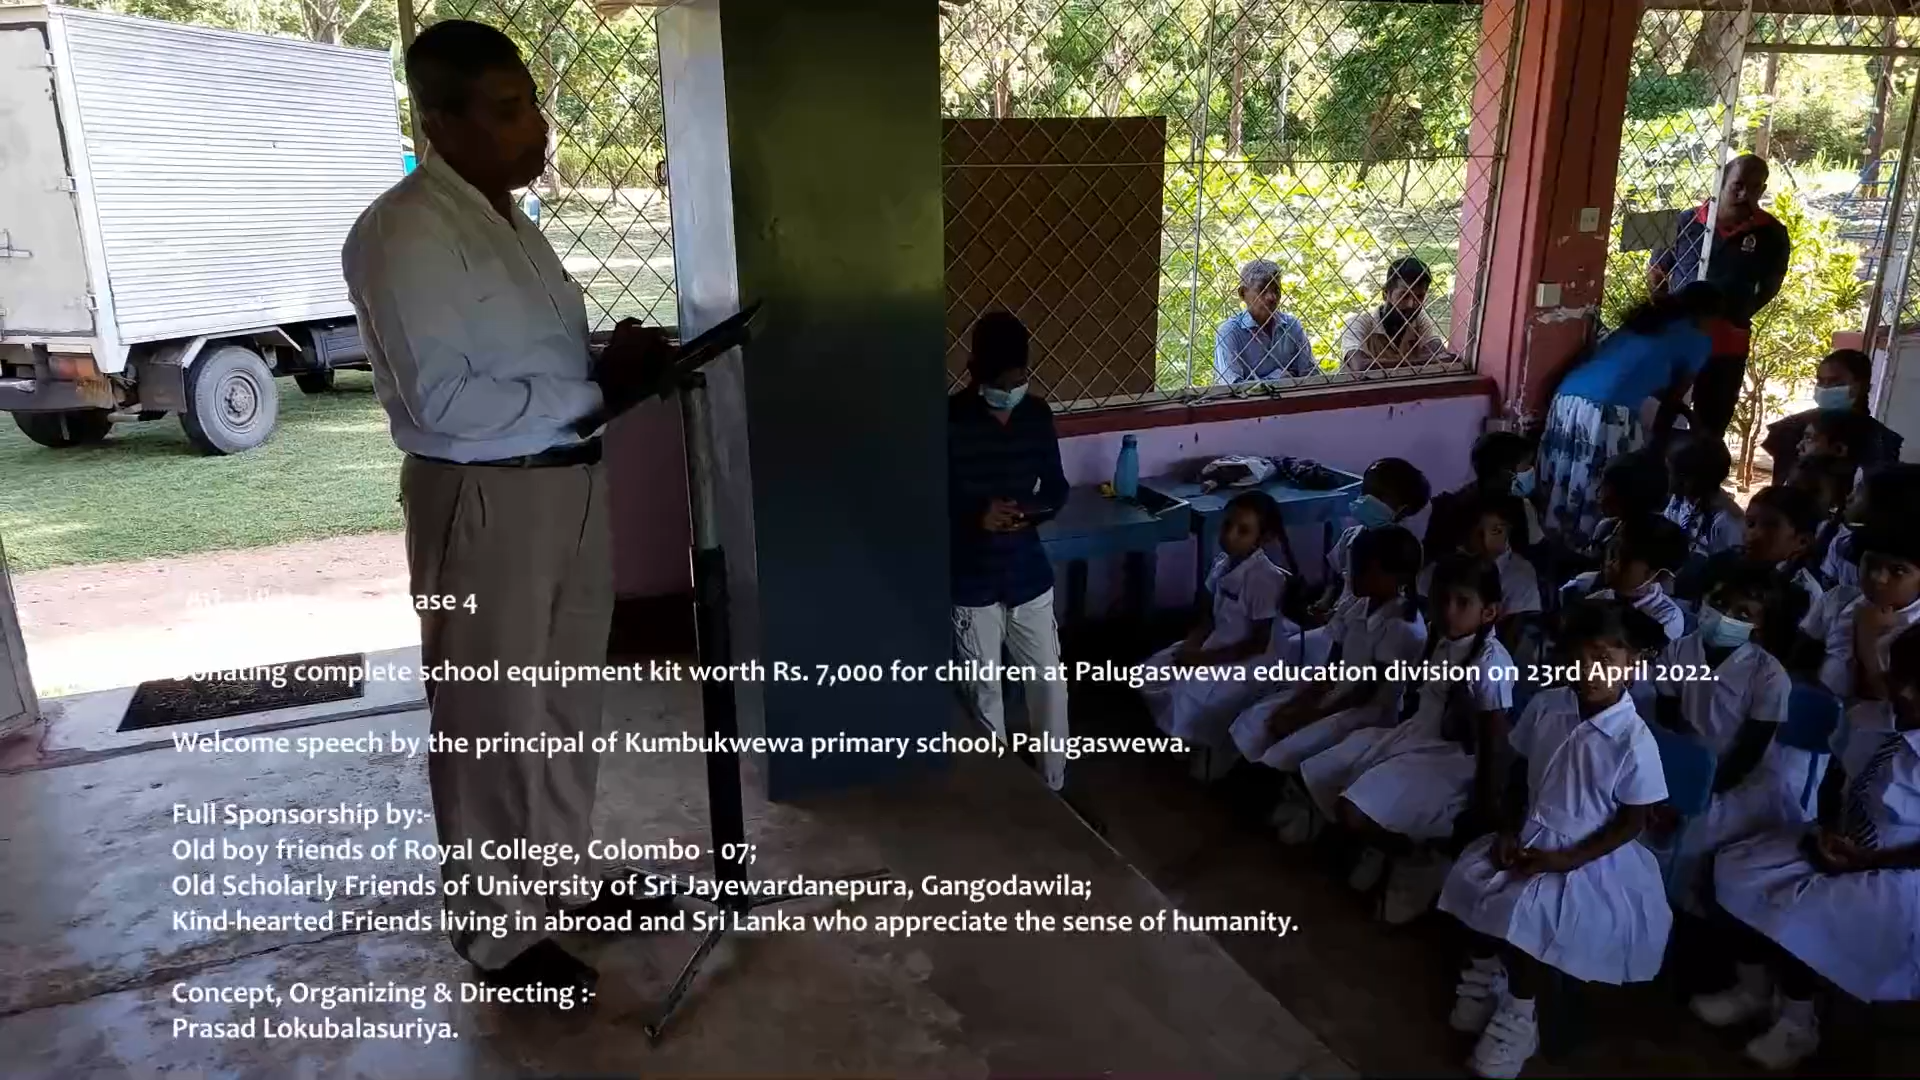 4
Donating complete school equipment kit worth Rs. 7,000 for children at Palugaswewa education division on 23rd April 2022.
Welcome speech by the principal of Kumbukwewa primary school, Palugaswewa.
Full Sponsorship by:-
Old boy friends of Royal College, Colombo - 07;
Old Scholarly Friends of University of Sri Jayewardanepura, Gangodawila;
Kind-hearted Friends living in abroad and Sri Lanka who appreciate the sense of humanity.
Concept, Organizing & Directing :-
Prasad Lokubalasuriya.